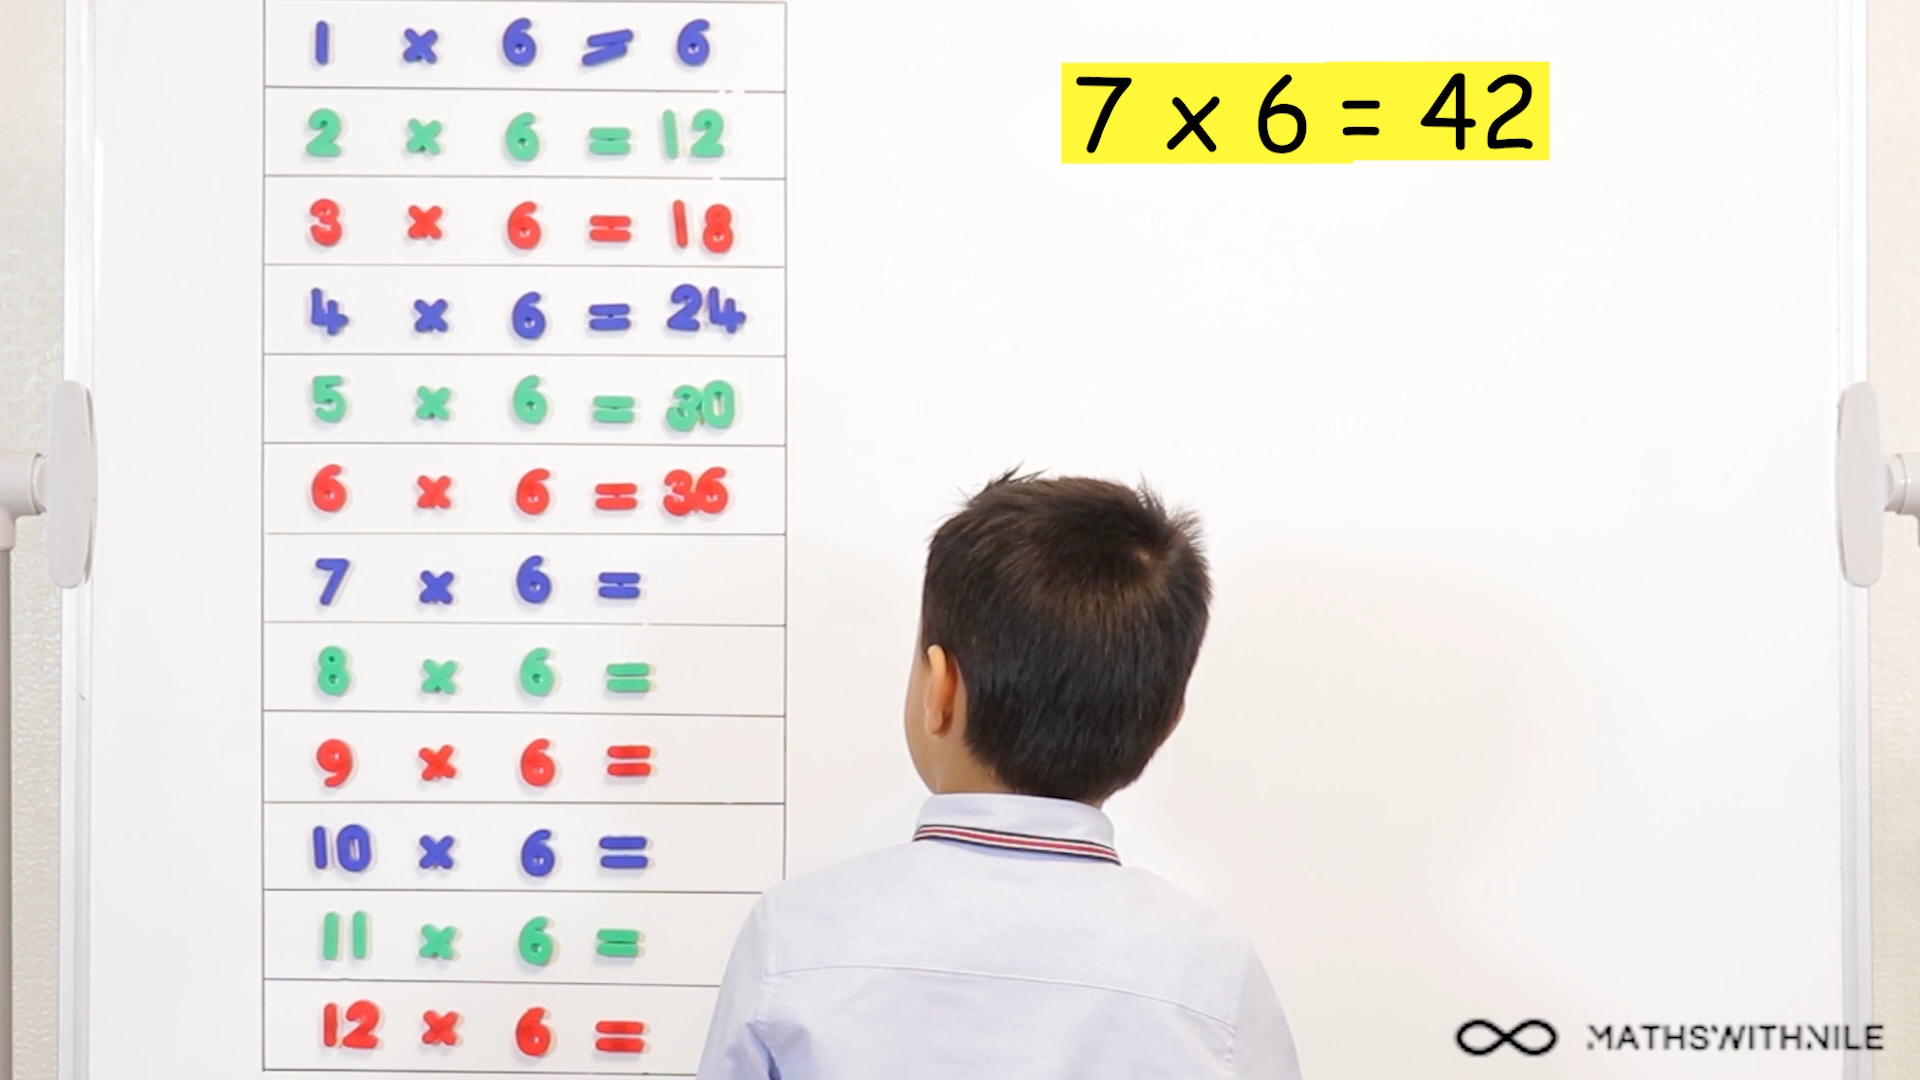 1 x 6 = 6
2 x 6 = 12
3 x 6 = 18
4 x 6 = 24
5 x 6 = 30
6 x 6 = 36
7 x 6 =
8 x 6 =
9 x 6 =
10 x 6 =
11 x 6 =
12 x 6 =
7 x 6 = 42
MATHSWITHNILE